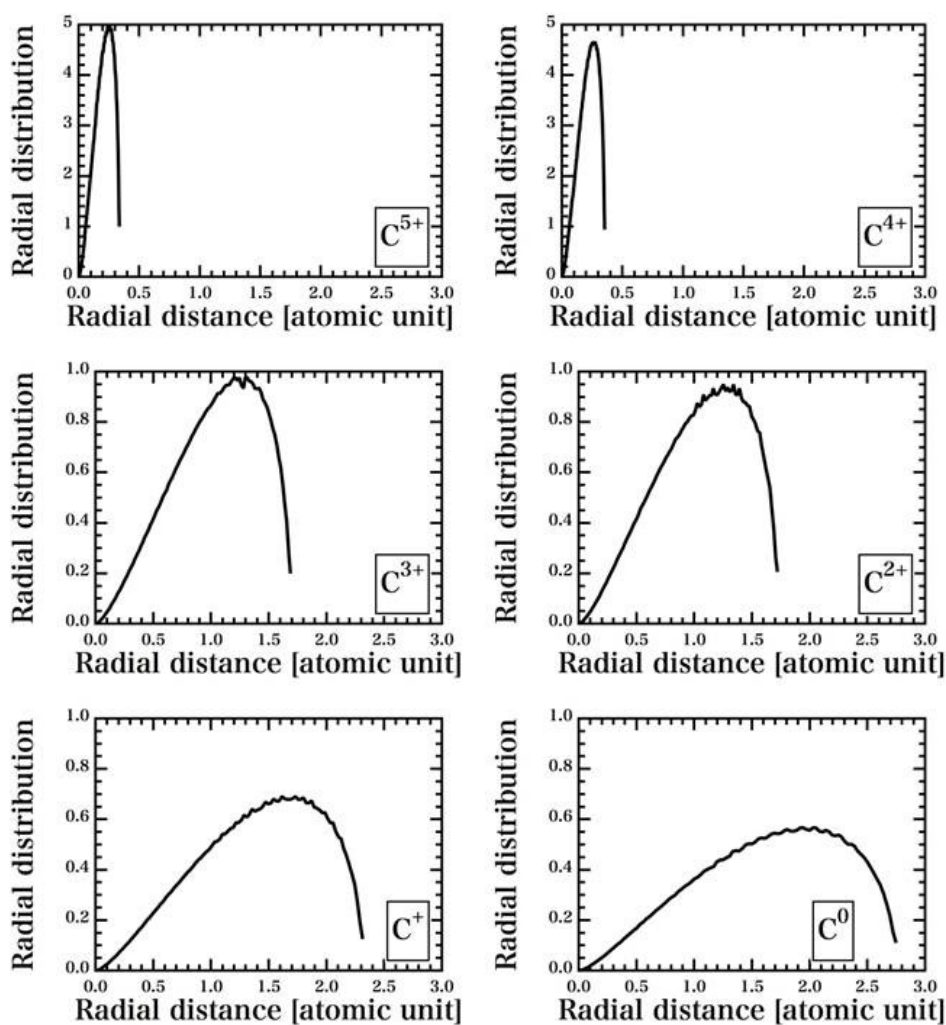 Radial distribution
5
4
3
2
1
0
C5+
0.0 0.5 1.0 1.5 2.0 2.5 3.0
Radial distance [atomic unit]
Radial distribution
5
4
3
2
1
0
C4+
0.0 0.5 1.0 1.5 2.0 2.5 3.0
Radial distance [atomic unit]
Radial distribution
1.0
0.8
0.6
0.4
0.2
0.0
C3+
0.0 0.5 1.0 1.5 2.0 2.5 3.0
Radial distance [atomic unit]
Radial distribution
1.0
0.8
0.6
0.4
0.2
0.0
C2+
0.0 0.5 1.0 1.5 2.0 2.5 3.0
Radial distance [atomic unit]
Radial distribution
1.0
0.8
0.6
0.4
0.2
0.0
C+
0.0 0.5 1.0 1.5 2.0 2.5 3.0
Radial distance [atomic unit]
Radial distribution
1.0
0.8
0.6
0.4
0.2
0.0
C0
0.0 0.5 1.0 1.5 2.0 2.5 3.0
Radial distance [atomic unit]